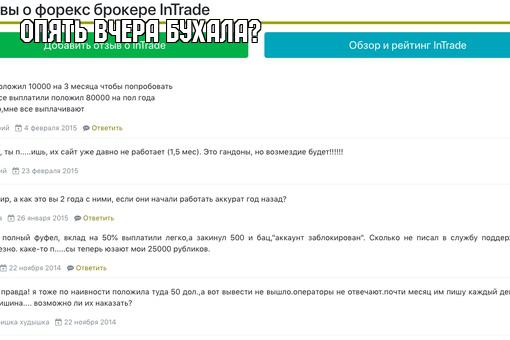 вы о форекс брокере InTrade
ОПЯТЬ ВЧЕРА БУХАЛА?
Добавить отзыв о InTrade
Обзор и рейтинг InTrade
оложил 10000 на 3 месяца чтобы попробовать
се выплатили положил 80000 на пол года
о,мне все выплачивают
ий 4 февраля 2015 Ответить
, ты п.....ишь, их сайт уже давно не работает (1,5 мес). Это гандоны, но возмездие будет!!!!!!
ий 23 февраля 2015
ир, а как это вы 2 года с ними, если они начали работать аккурат год назад?
а 26 января 2015 Ответить
полный фуфел, вклад на 50% выплатили легко,а закинул 500 и бац,"аккаунт заблокирован". Сколько не писал в службу поддер
езно. каке-то п.....сы теперь юзают мои 25000 рубликов.
22 ноября 2014 Ответить
правда! я тоже по наивности положила туда 50 дол.,а вот вывести не вышло.операторы не отвечают.почти месяц им пишу каждый де
ишина.... возможно ли их наказать?
ишка худышка 22 ноября 2014